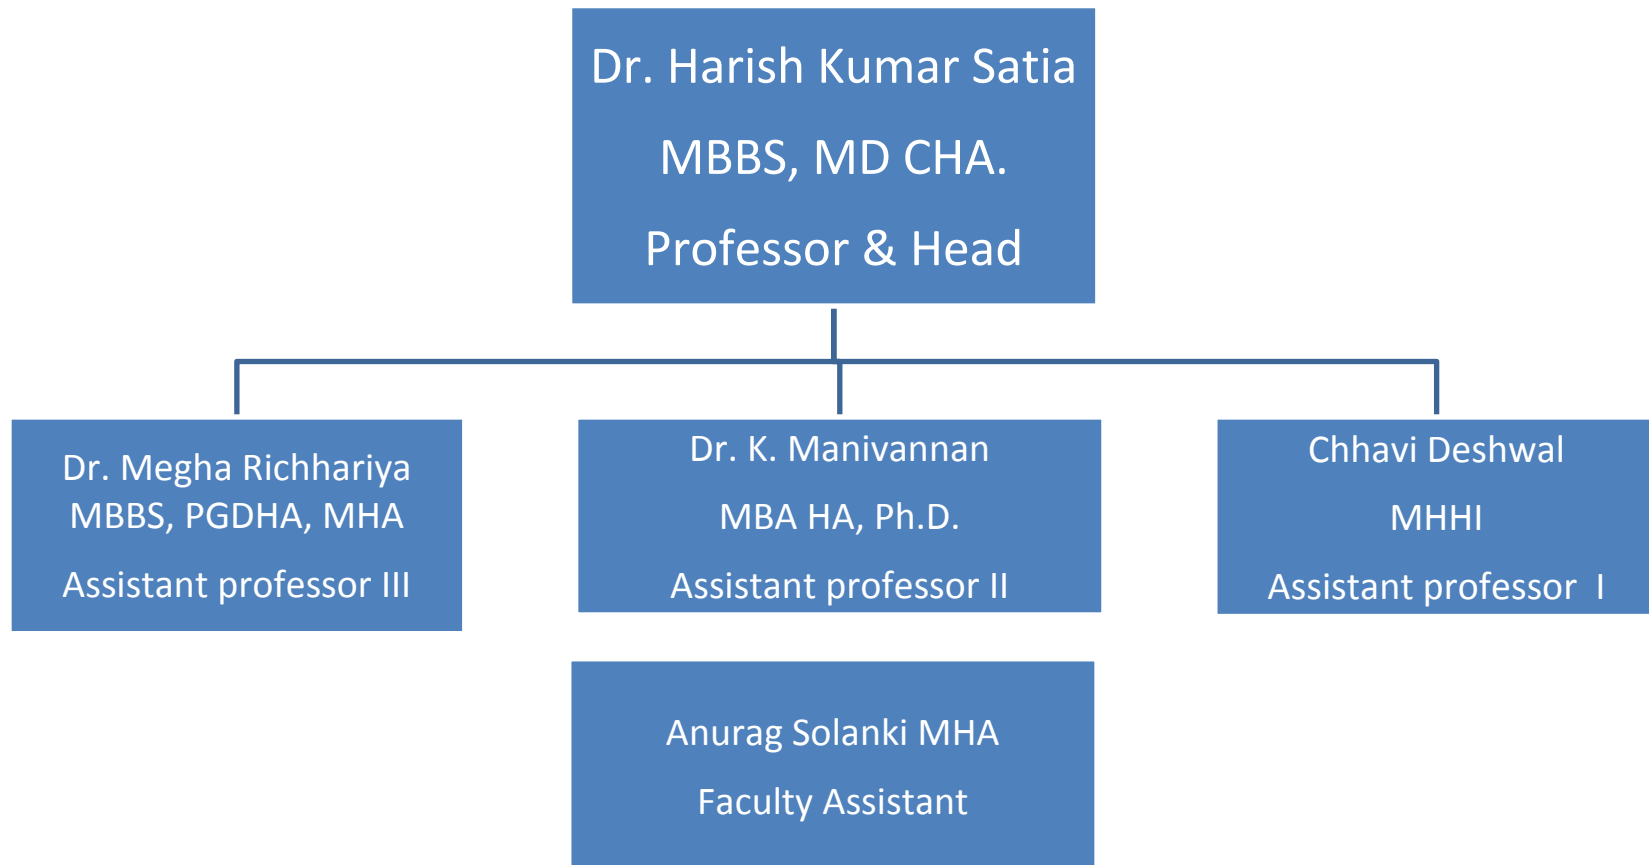 Dr. Harish Kumar Satia
MBBS, MD CHA.
Professor & Head
Dr. Megha Richhariya
MBBS, PGDHA, MHA
Assistant professor III
Dr. K. Manivannan
MBA HA, Ph.D.
Assistant professor II
Chhavi Deshwal
MHHI
Assistant professor  I
Anurag Solanki MHA
Faculty Assistant